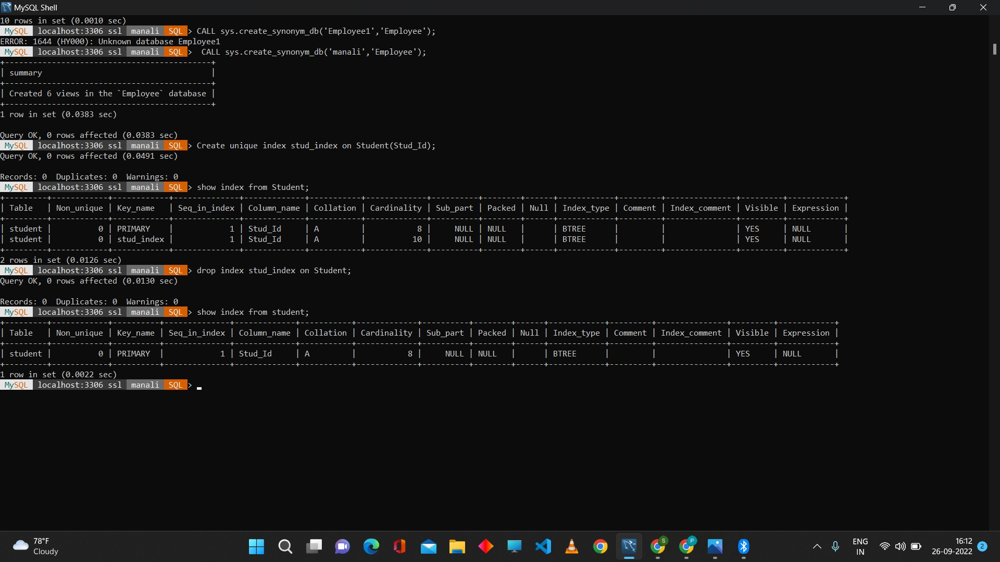 MySQL Shell
10 rows in set (0.0010 sec)
MySQL localhost:3306 ssl manali SQL > CALL sys.create_synonym_db('Employee1','Employee');
ERROR: 1644 (HY000): Unknown database Employee1
MySQL localhost:3306 ssl manali SQL >  CALL sys.create_synonym_db('manali','Employee');
+--------------------------------------------+
| summary                                    |
+--------------------------------------------+
| Created 6 views in the `Employee` database |
+--------------------------------------------+
1 row in set (0.0383 sec)
Query OK, 0 rows affected (0.0383 sec)
MySQL localhost:3306 ssl manali SQL > Create unique index stud_index on Student(Stud_Id);
Query OK, 0 rows affected (0.0491 sec)
Records: 0  Duplicates: 0  Warnings: 0
MySQL localhost:3306 ssl manali SQL > show index from Student;
+---------+------------+------------+--------------+-------------+-----------+-------------+----------+--------+------+------------+---------+---------------+---------+------------+
| Table   | Non_unique | Key_name   | Seq_in_index | Column_name | Collation | Cardinality | Sub_part | Packed | Null | Index_type | Comment | Index_comment | Visible | Expression |
+---------+------------+------------+--------------+-------------+-----------+-------------+----------+--------+------+------------+---------+---------------+---------+------------+
| student |          0 | PRIMARY    |            1 | Stud_Id     | A         |           8 |     NULL | NULL   |      | BTREE      |         |               | YES     | NULL       |
| student |          0 | stud_index |            1 | Stud_Id     | A         |          10 |     NULL | NULL   |      | BTREE      |         |               | YES     | NULL       |
+---------+------------+------------+--------------+-------------+-----------+-------------+----------+--------+------+------------+---------+---------------+---------+------------+
2 rows in set (0.0126 sec)
MySQL localhost:3306 ssl manali SQL > drop index stud_index on Student;
Query OK, 0 rows affected (0.0130 sec)
Records: 0  Duplicates: 0  Warnings: 0
MySQL localhost:3306 ssl manali SQL > show index from student;
+---------+------------+----------+--------------+-------------+-----------+-------------+----------+--------+------+------------+---------+---------------+---------+------------+
| Table   | Non_unique | Key_name | Seq_in_index | Column_name | Collation | Cardinality | Sub_part | Packed | Null | Index_type | Comment | Index_comment | Visible | Expression |
+---------+------------+----------+--------------+-------------+-----------+-------------+----------+--------+------+------------+---------+---------------+---------+------------+
| student |          0 | PRIMARY  |            1 | Stud_Id     | A         |           8 |     NULL | NULL   |      | BTREE      |         |               | YES     | NULL       |
+---------+------------+----------+--------------+-------------+-----------+-------------+----------+--------+------+------------+---------+---------------+---------+------------+
1 row in set (0.0022 sec)
MySQL localhost:3306 ssl manali SQL >
78°F
Cloudy
S
P
ENG
IN
16:12
26-09-2022
2